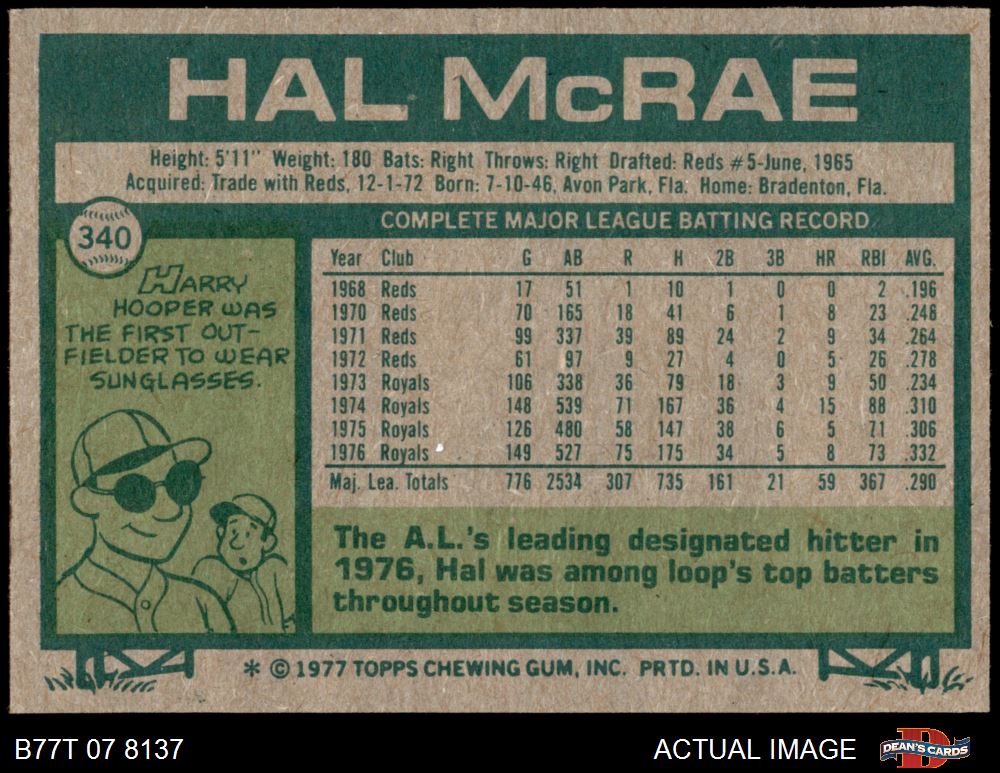 HAL McRAE
Height: 5'11" Weight: 180 Bats: Right Throws: Right Drafted: Reds #5-June, 1965
Acquired: Trade with Reds, 12-1-72 Born: 7-10-46, Avon Park, Fla. Home: Bradenton, Fla.
340
HARRY
HOOPER WAS
THE FIRST OUT-
FIELDER TO WEAR
SUNGLASSES.
COMPLETE MAJOR LEAGUE BATTING RECORD
Year Club G AB R H 2B 3B HR RBI AVG.
1968 Reds 17 51 1 10 1 0 0 2 .196
1970 Reds 70 165 18 41 6 1 8 23 .248
1971 Reds 99 337 39 89 24 2 9 34 .264
1972 Reds 61 97 9 27 4 0 5 26 .278
1973 Royals 106 338 36 79 18 3 9 50 .234
1974 Royals 148 539 71 167 36 4 15 88 .310
1975 Royals 126 480 58 147 38 6 5 71 .306
1976 Royals 149 527 75 175 34 5 8 73 .332
Maj. Lea. Totals 776 2534 307 735 161 21 59 367 .290
The A.L.'s leading designated hitter in
1976, Hal was among loop's top batters
throughout season.
* © 1977 TOPPS CHEWING GUM, INC. PRTD. IN U.S.A.
B77T 07 8137
ACTUAL IMAGE
DEAN'S CARDS